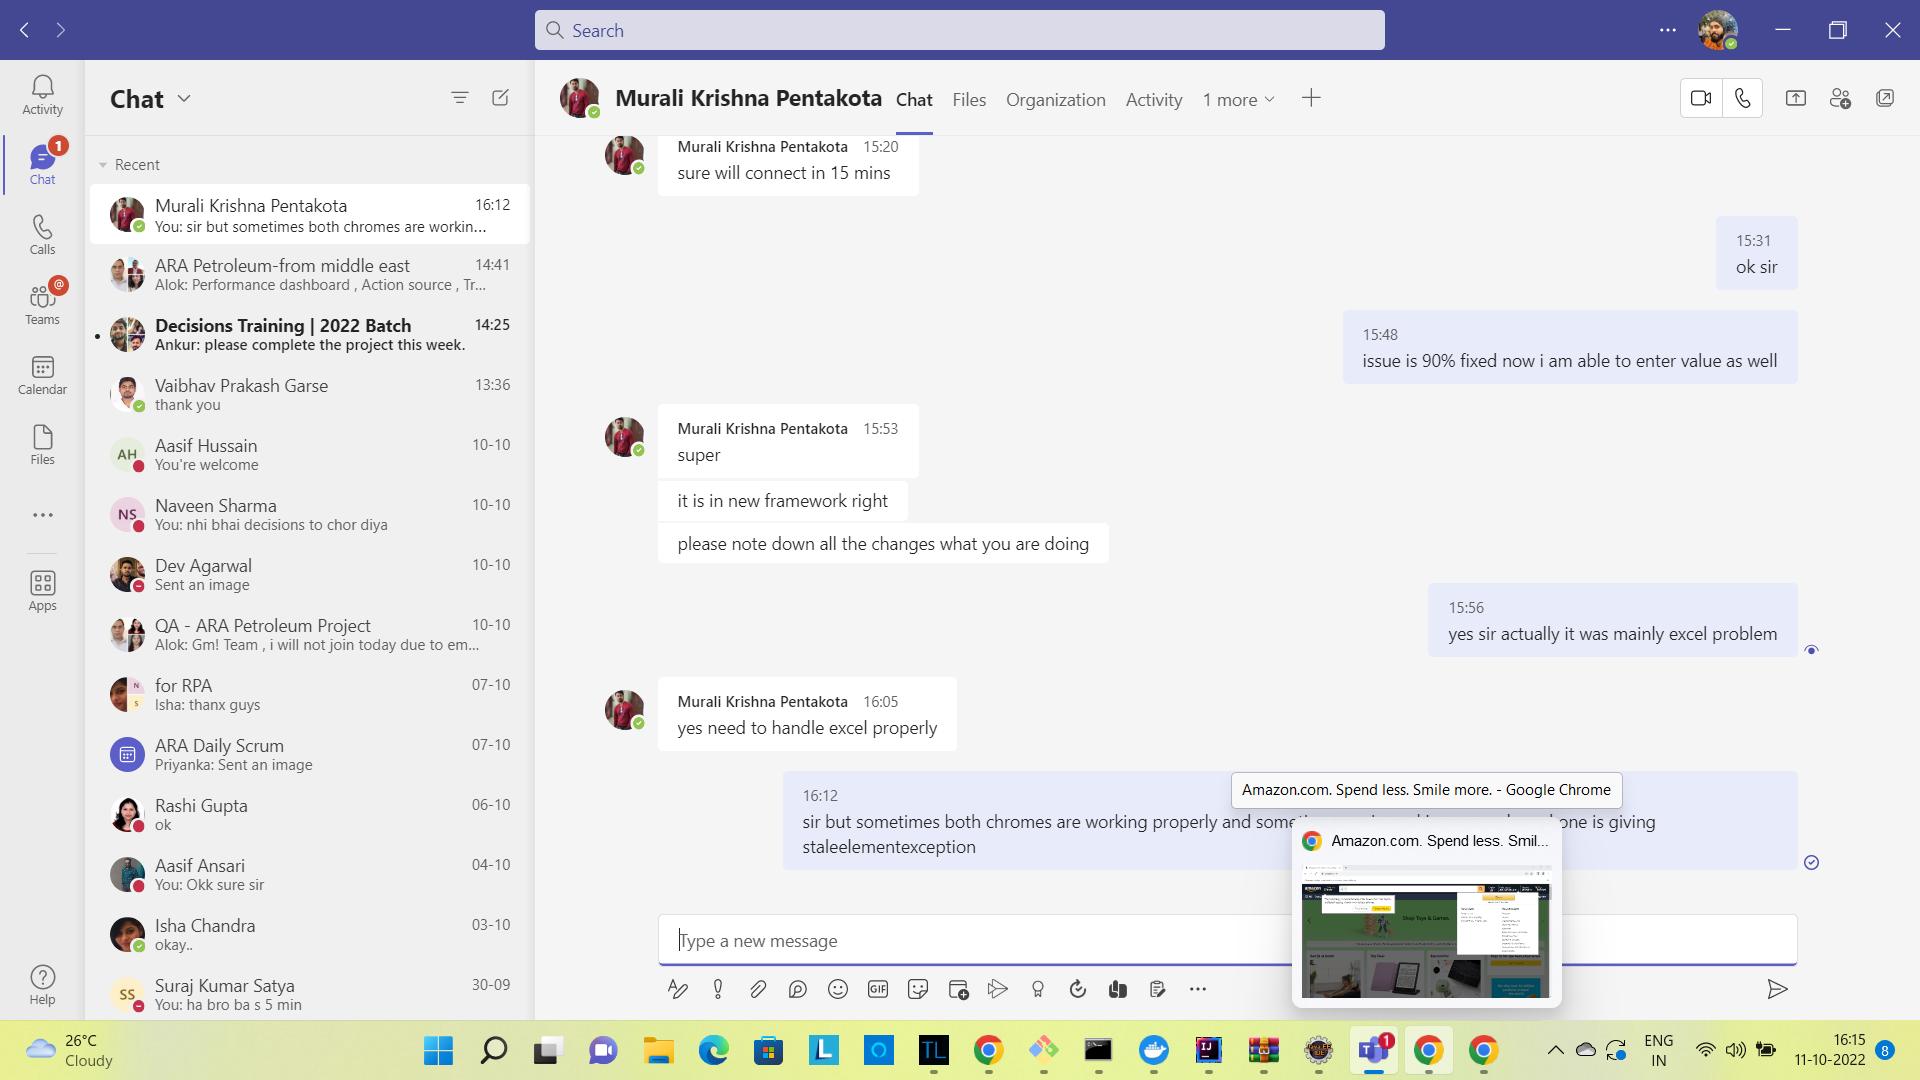 Search
Activity
Chat
1
Calls
Teams
@
Calendar
Files
Apps
Help
Chat
Recent
Murali Krishna Pentakota 16:12
You: sir but sometimes both chromes are workin...
ARA Petroleum-from middle east 14:41
Alok: Performance dashboard , Action source , Tr...
Decisions Training | 2022 Batch 14:25
Ankur: please complete the project this week.
Vaibhav Prakash Garse 13:36
thank you
AH
Aasif Hussain 10-10
You're welcome
NS
Naveen Sharma 10-10
You: nhi bhai decisions to chor diya
Dev Agarwal 10-10
Sent an image
QA - ARA Petroleum Project 10-10
Alok: Gm! Team , i will not join today due to em...
N
S
for RPA 07-10
Isha: thanx guys
ARA Daily Scrum 07-10
Priyanka: Sent an image
Rashi Gupta 06-10
ok
Aasif Ansari 04-10
You: Okk sure sir
Isha Chandra 03-10
okay..
SS
Suraj Kumar Satya 30-09
You: ha bro ba s 5 min
Murali Krishna Pentakota Chat Files Organization Activity 1 more
Murali Krishna Pentakota 15:20
sure will connect in 15 mins
15:31
ok sir
15:48
issue is 90% fixed now i am able to enter value as well
Murali Krishna Pentakota 15:53
super
it is in new framework right
please note down all the changes what you are doing
15:56
yes sir actually it was mainly excel problem
Murali Krishna Pentakota 16:05
yes need to handle excel properly
16:12
Amazon.com. Spend less. Smile more. - Google Chrome
sir but sometimes both chromes are working properly and one is giving
staleelementexception
Amazon.com. Spend less. Smil...
Shop Toys & Games
Type a new message
GIF
26°C
Cloudy
L
TL
IJ
T
1
ENG
IN
16:15
11-10-2022
8